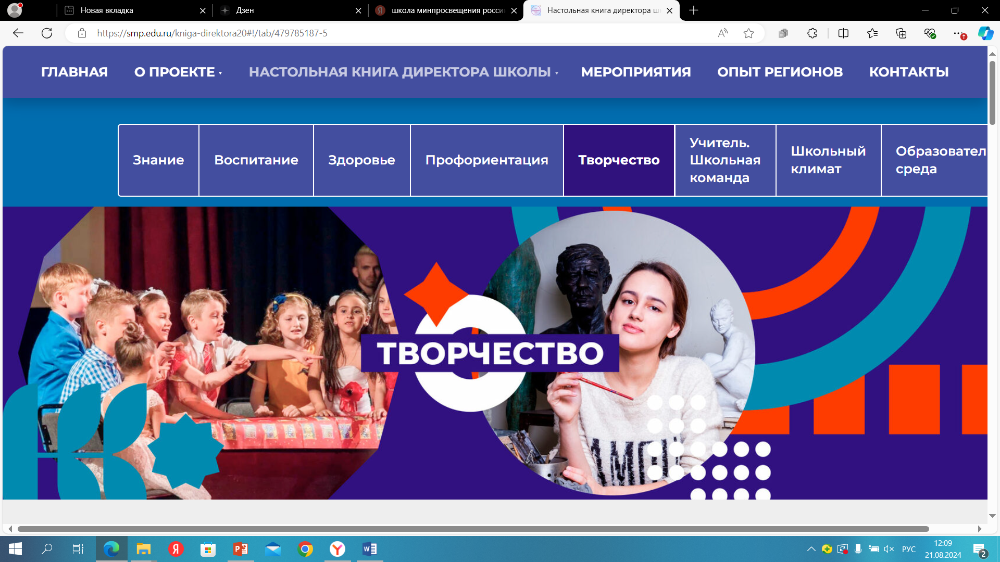 Новая вкладка
Дзен
школа минпросвещения росси
Настольная книга директора ш
https://smp.edu.ru/kniga-direktora20#!/tab/479785187-5
ГЛАВНАЯ
О ПРОЕКТЕ
НАСТОЛЬНАЯ КНИГА ДИРЕКТОРА ШКОЛЫ
МЕРОПРИЯТИЯ
ОПЫТ РЕГИОНОВ
КОНТАКТЫ
Знание
Воспитание
Здоровье
Профориентация
Творчество
Учитель.
Школьная
команда
Школьный
климат
Образовател
среда
ТВОРЧЕСТВО
РУС
12:09
21.08.2024
2